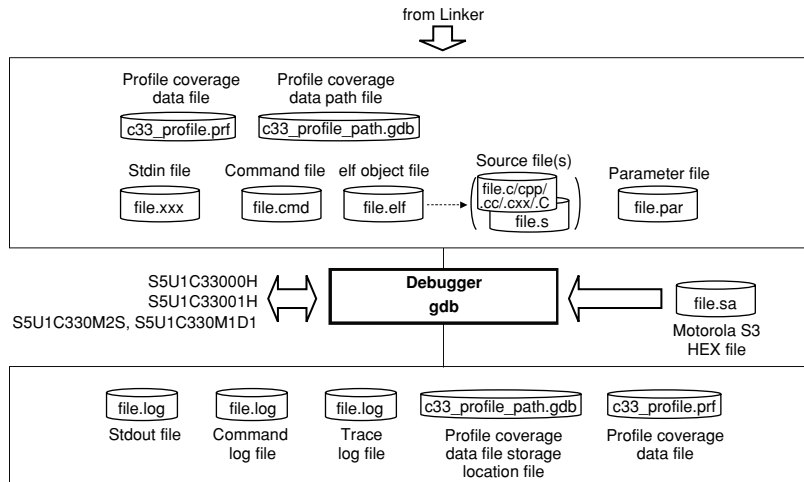 from Linker
Profile coverage
data file
c33_profile.prf
Profile coverage
data path file
c33_profile_path.gdb
Stdin file
file.xxx
Command file
file.cmd
elf object file
file.elf
Source file(s)
file.c/cpp/
.cc/.cxx/.C
file.s
Parameter file
file.par
S5U1C33000H
S5U1C33001H
S5U1C330M2S, S5U1C330M1D1
Debugger
gdb
file.sa
Motorola S3
HEX file
file.log
Stdout file
file.log
Command
log file
file.log
Trace
log file
c33_profile_path.gdb
Profile coverage
data file storage
location file
c33_profile.prf
Profile coverage
data file